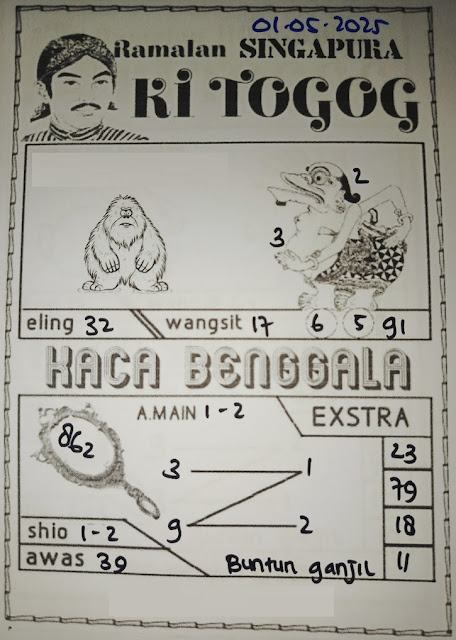 01-05-2025
Ramalan SINGAPURA
KI TOGOG
2
3
eling 32 wangsit 17 6 5 91
KACA BENGGALA
862
A.MAIN 1-2 EXSTRA
23
3 1
79
9 2
18
shio 1-2
awas 39 Buntun ganjil 11